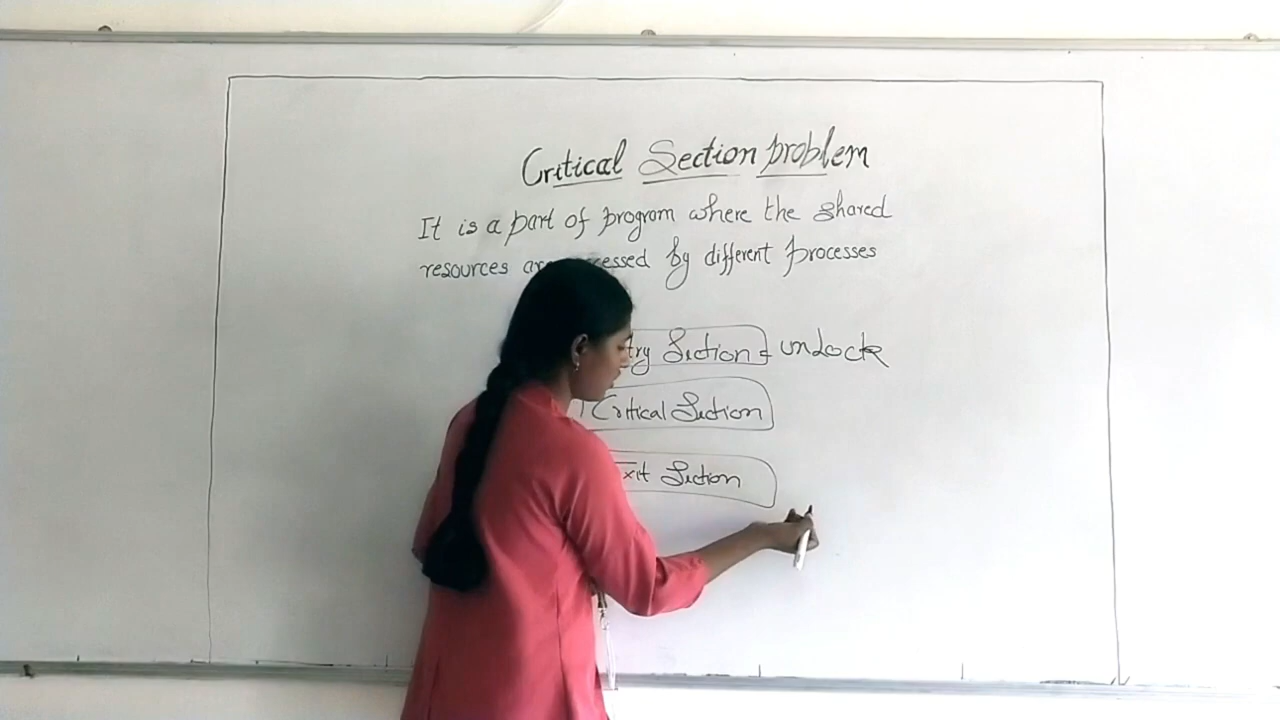 Critical Section problem
It is a part of program where the shared
resources are accessed by different processes
try Section = unlock
Critical Section
xit Section